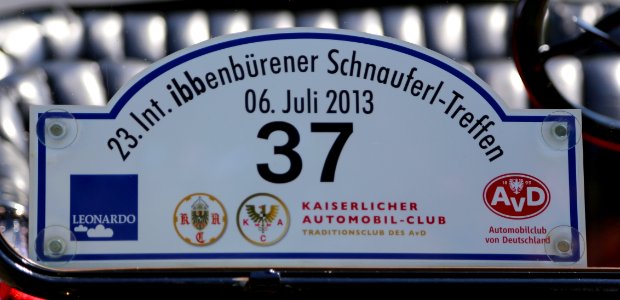 23. Int. ibbenbürener Schnauferl-Treffen
06. Juli 2013
37
LEONARDO
K A C
KAISERLICHER
AUTOMOBIL-CLUB
TRADITIONSCLUB DES AvD
AvD
Automobilclub
von Deutschland